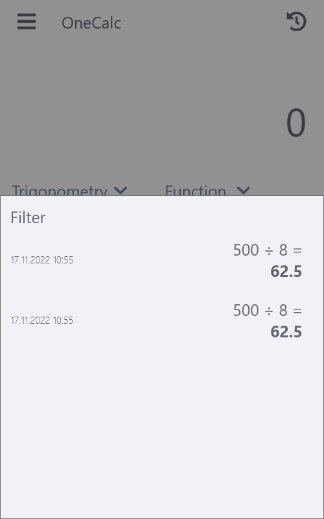 OneCalc
0
Trigonometry Function
Filter
500 ÷ 8 =
17.11.2022 10:55
62.5
500 ÷ 8 =
17.11.2022 10:55
62.5